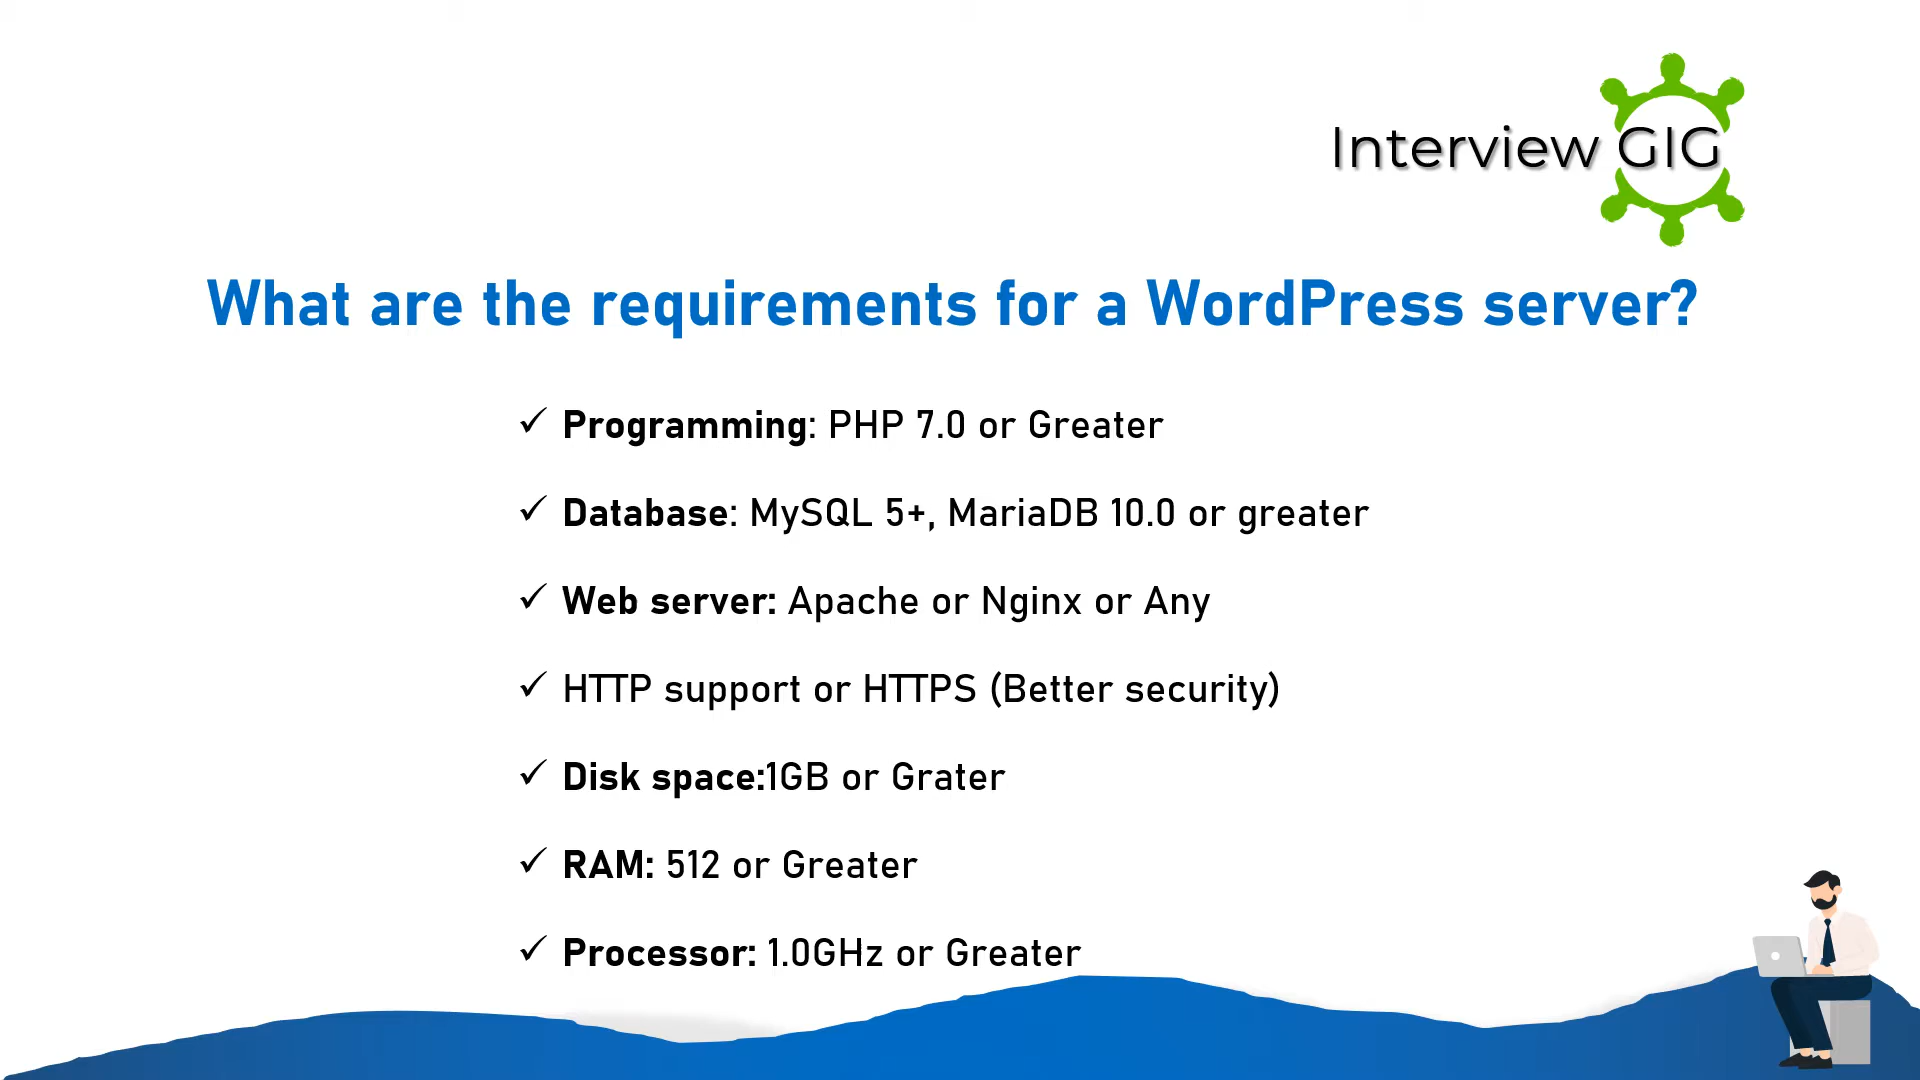 Interview GIG
What are the requirements for a WordPress server?
✓ Programming: PHP 7.0 or Greater
✓ Database: MySQL 5+, MariaDB 10.0 or greater
✓ Web server: Apache or Nginx or Any
✓ HTTP support or HTTPS (Better security)
✓ Disk space:1GB or Grater
✓ RAM: 512 or Greater
✓ Processor: 1.0GHz or Greater